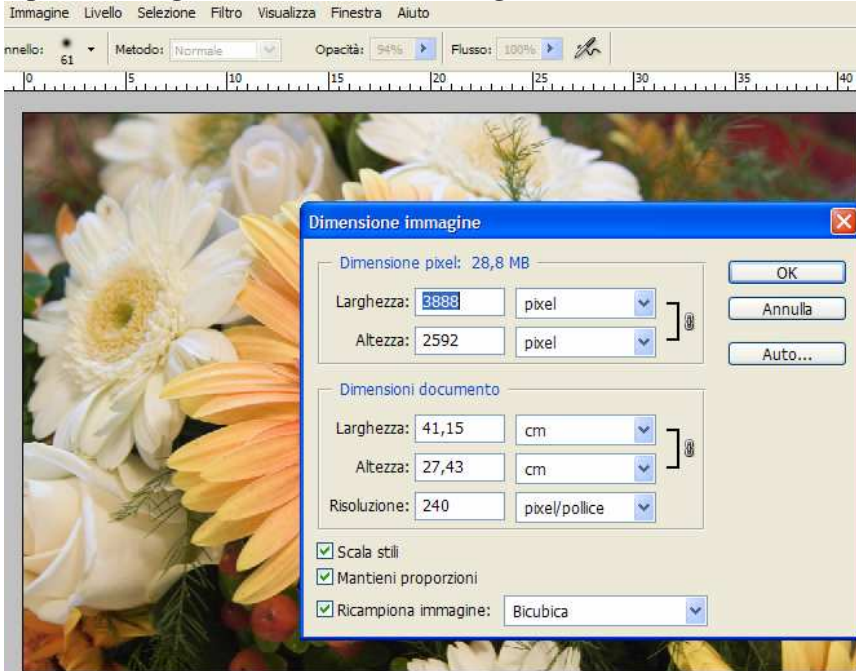 Immagine Livello Selezione Filtro Visualizza Finestra Aiuto
nnello: 61 Metodo: Normale Opacità: 94% Flusso: 100%
0 5 10 15 20 25 30 35 40
Dimensione immagine
Dimensione pixel: 28,8 MB
OK
Larghezza: 3888 pixel
Annulla
Altezza: 2592 pixel
Auto...
Dimensioni documento
Larghezza: 41,15 cm
Altezza: 27,43 cm
Risoluzione: 240 pixel/pollice
Scala stili
Mantieni proporzioni
Ricampiona immagine: Bicubica